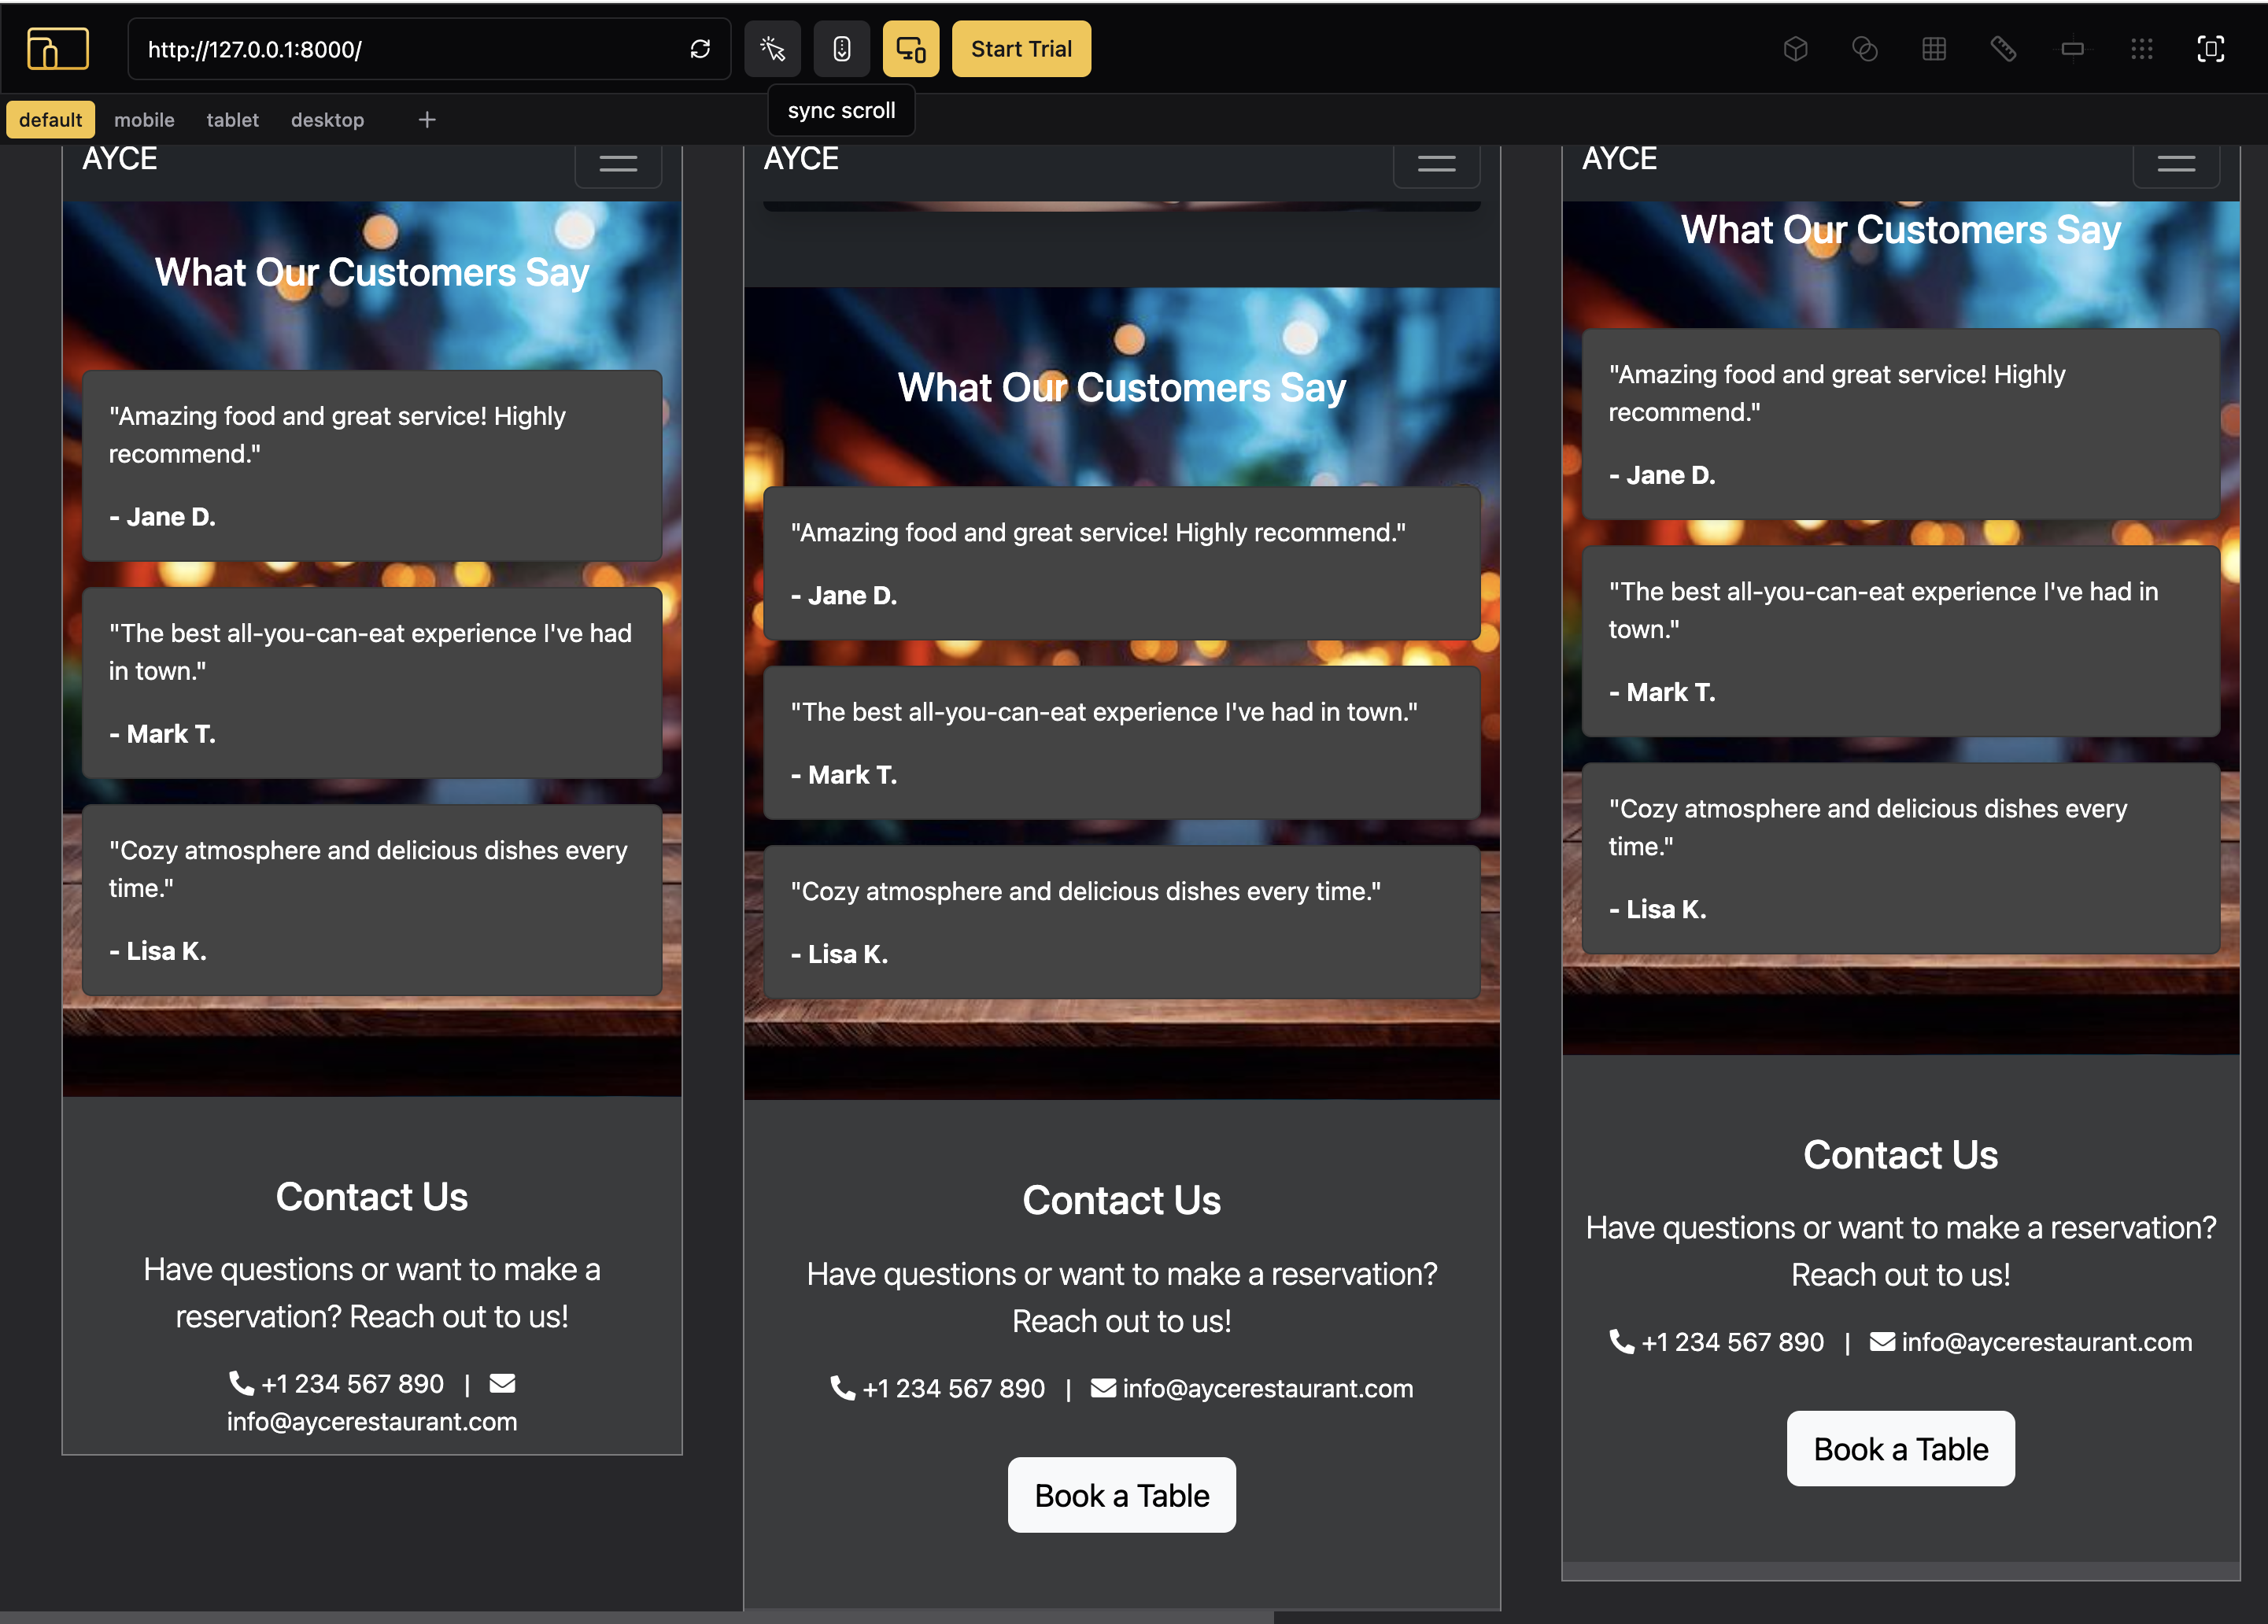 http://127.0.0.1:8000/
Start Trial
sync scroll
default
mobile
tablet
desktop
AYCE
What Our Customers Say
"Amazing food and great service! Highly
recommend."
- Jane D.
"The best all-you-can-eat experience I've had
in town."
- Mark T.
"Cozy atmosphere and delicious dishes every
time."
- Lisa K.
Contact Us
Have questions or want to make a
reservation? Reach out to us!
+1 234 567 890 |
info@aycerestaurant.com
AYCE
What Our Customers Say
"Amazing food and great service! Highly recommend."
- Jane D.
"The best all-you-can-eat experience I've had in town."
- Mark T.
"Cozy atmosphere and delicious dishes every time."
- Lisa K.
Contact Us
Have questions or want to make a reservation?
Reach out to us!
+1 234 567 890 | info@aycerestaurant.com
Book a Table
AYCE
What Our Customers Say
"Amazing food and great service! Highly
recommend."
- Jane D.
"The best all-you-can-eat experience I've had in
town."
- Mark T.
"Cozy atmosphere and delicious dishes every
time."
- Lisa K.
Contact Us
Have questions or want to make a reservation?
Reach out to us!
+1 234 567 890 | info@aycerestaurant.com
Book a Table